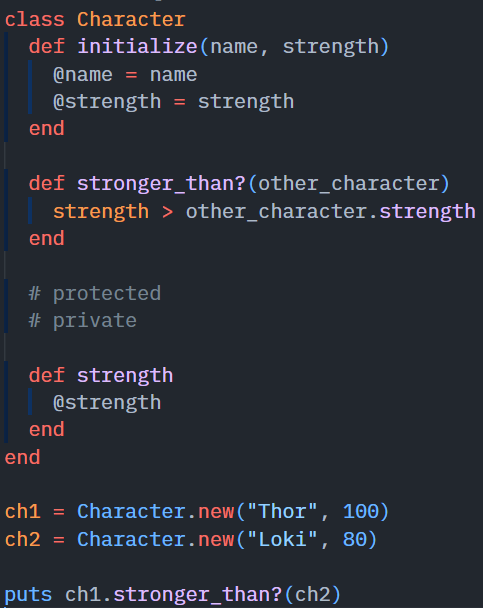 class Character
  def initialize(name, strength)
    @name = name
    @strength = strength
  end

  def stronger_than?(other_character)
    strength > other_character.strength
  end

  # protected
  # private

  def strength
    @strength
  end
end

ch1 = Character.new("Thor", 100)
ch2 = Character.new("Loki", 80)

puts ch1.stronger_than?(ch2)